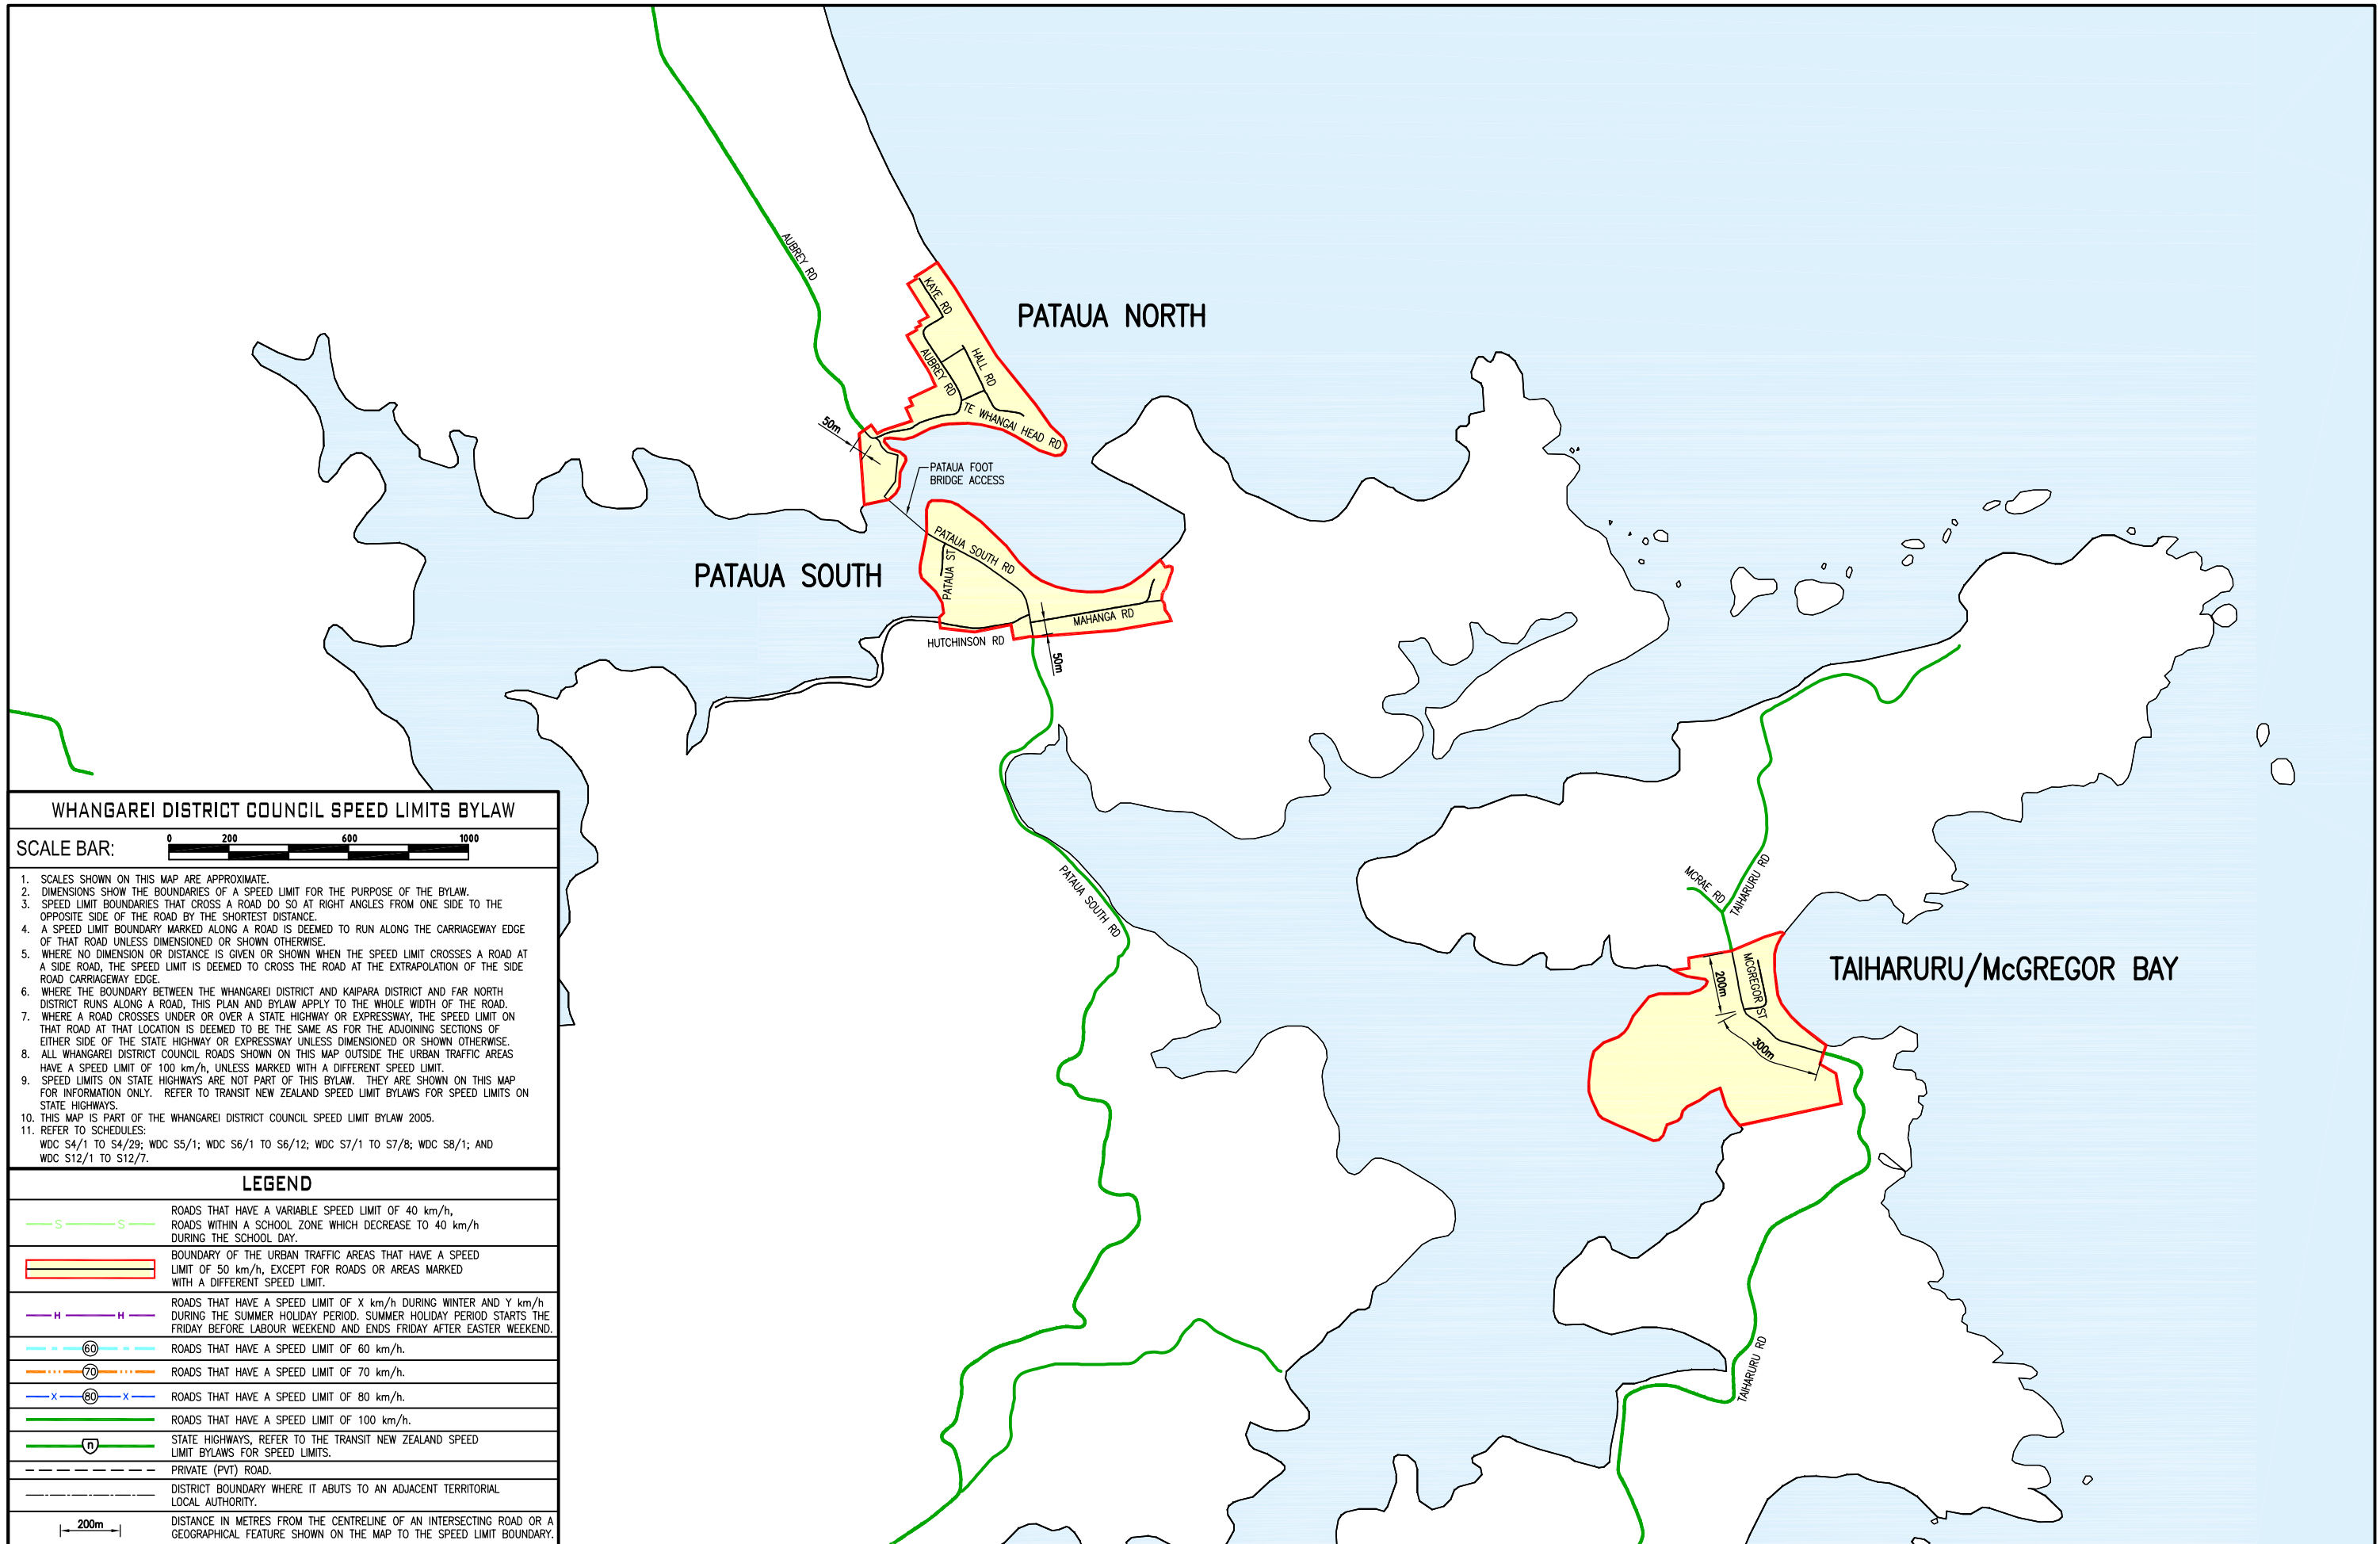 AUBREY RD
KAYE RD
PATAUA NORTH
AUBREY RD
HALL RD
TE WHANGAI HEAD RD
50m
PATAUA FOOT
BRIDGE ACCESS
PATAUA SOUTH RD
PATAUA SOUTH
PATAUA ST
MAHANGA RD
HUTCHINSON RD
50m
PATAUA SOUTH RD
MCRAE RD
TAIHARURU RD
TAIHARURU/McGREGOR BAY
MCGREGOR ST
200m
300m
TAIHARURU RD
WHANGAREI DISTRICT COUNCIL SPEED LIMITS BYLAW
SCALE BAR:
0 200 600 1000
1. SCALES SHOWN ON THIS MAP ARE APPROXIMATE.
2. DIMENSIONS SHOW THE BOUNDARIES OF A SPEED LIMIT FOR THE PURPOSE OF THE BYLAW.
3. SPEED LIMIT BOUNDARIES THAT CROSS A ROAD DO SO AT RIGHT ANGLES FROM ONE SIDE TO THE
OPPOSITE SIDE OF THE ROAD BY THE SHORTEST DISTANCE.
4. A SPEED LIMIT BOUNDARY MARKED ALONG A ROAD IS DEEMED TO RUN ALONG THE CARRIAGEWAY EDGE
OF THAT ROAD UNLESS DIMENSIONED OR SHOWN OTHERWISE.
5. WHERE NO DIMENSION OR DISTANCE IS GIVEN OR SHOWN WHEN THE SPEED LIMIT CROSSES A ROAD AT
A SIDE ROAD, THE SPEED LIMIT IS DEEMED TO CROSS THE ROAD AT THE EXTRAPOLATION OF THE SIDE
ROAD CARRIAGEWAY EDGE.
6. WHERE THE BOUNDARY BETWEEN THE WHANGAREI DISTRICT AND KAIPARA DISTRICT AND FAR NORTH
DISTRICT RUNS ALONG A ROAD, THIS PLAN AND BYLAW APPLY TO THE WHOLE WIDTH OF THE ROAD.
7. WHERE A ROAD CROSSES UNDER OR OVER A STATE HIGHWAY OR EXPRESSWAY, THE SPEED LIMIT ON
THAT ROAD AT THAT LOCATION IS DEEMED TO BE THE SAME AS FOR THE ADJOINING SECTIONS OF
EITHER SIDE OF THE STATE HIGHWAY OR EXPRESSWAY UNLESS DIMENSIONED OR SHOWN OTHERWISE.
8. ALL WHANGAREI DISTRICT COUNCIL ROADS SHOWN ON THIS MAP OUTSIDE THE URBAN TRAFFIC AREAS
HAVE A SPEED LIMIT OF 100 km/h, UNLESS MARKED WITH A DIFFERENT SPEED LIMIT.
9. SPEED LIMITS ON STATE HIGHWAYS ARE NOT PART OF THIS BYLAW. THEY ARE SHOWN ON THIS MAP
FOR INFORMATION ONLY. REFER TO TRANSIT NEW ZEALAND SPEED LIMIT BYLAWS FOR SPEED LIMITS ON
STATE HIGHWAYS.
10. THIS MAP IS PART OF THE WHANGAREI DISTRICT COUNCIL SPEED LIMIT BYLAW 2005.
11. REFER TO SCHEDULES:
WDC S4/1 TO S4/29; WDC S5/1; WDC S6/1 TO S6/12; WDC S7/1 TO S7/8; WDC S8/1; AND
WDC S12/1 TO S12/7.
LEGEND
S S ROADS THAT HAVE A VARIABLE SPEED LIMIT OF 40 km/h,
ROADS WITHIN A SCHOOL ZONE WHICH DECREASE TO 40 km/h
DURING THE SCHOOL DAY.
BOUNDARY OF THE URBAN TRAFFIC AREAS THAT HAVE A SPEED
LIMIT OF 50 km/h, EXCEPT FOR ROADS OR AREAS MARKED
WITH A DIFFERENT SPEED LIMIT.
ROADS THAT HAVE A SPEED LIMIT OF X km/h DURING WINTER AND Y km/h
H H DURING THE SUMMER HOLIDAY PERIOD. SUMMER HOLIDAY PERIOD STARTS THE
FRIDAY BEFORE LABOUR WEEKEND AND ENDS FRIDAY AFTER EASTER WEEKEND.
60 ROADS THAT HAVE A SPEED LIMIT OF 60 km/h.
70 ROADS THAT HAVE A SPEED LIMIT OF 70 km/h.
X 80 X ROADS THAT HAVE A SPEED LIMIT OF 80 km/h.
ROADS THAT HAVE A SPEED LIMIT OF 100 km/h.
n STATE HIGHWAYS, REFER TO THE TRANSIT NEW ZEALAND SPEED
LIMIT BYLAWS FOR SPEED LIMITS.
PRIVATE (PVT) ROAD.
DISTRICT BOUNDARY WHERE IT ABUTS TO AN ADJACENT TERRITORIAL
LOCAL AUTHORITY.
200m DISTANCE IN METRES FROM THE CENTRELINE OF AN INTERSECTING ROAD OR A
GEOGRAPHICAL FEATURE SHOWN ON THE MAP TO THE SPEED LIMIT BOUNDARY.